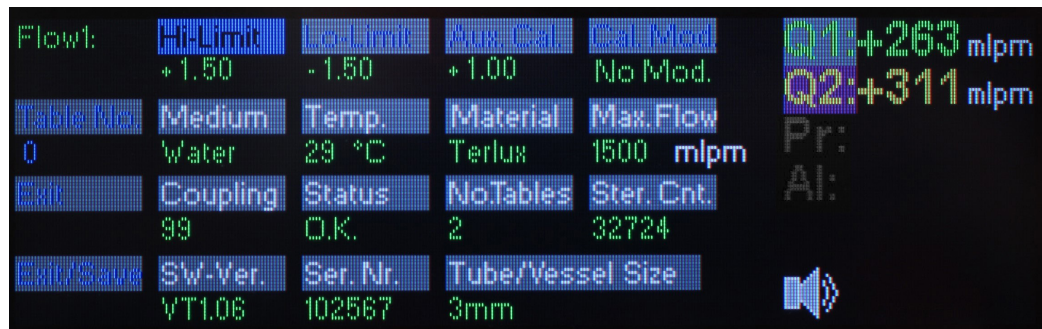 Flow1: Hi-Limit Lo-Limit Aux. Cal. Cal. Mod. Q1:+263 mlpm
+1.50 -1.50 +1.00 No Mod.
Q2:+311 mlpm
Table No. Medium Temp. Material Max.Flow Pr:
0 Water 29 °C Terlux 1500 mlpm
Exit Coupling Status No.Tables Ster. Cnt. Al:
99 O.K. 2 32724
Exit/Save SW-Ver. Ser. Nr. Tube/Vessel Size
VT1.06 102567 3mm